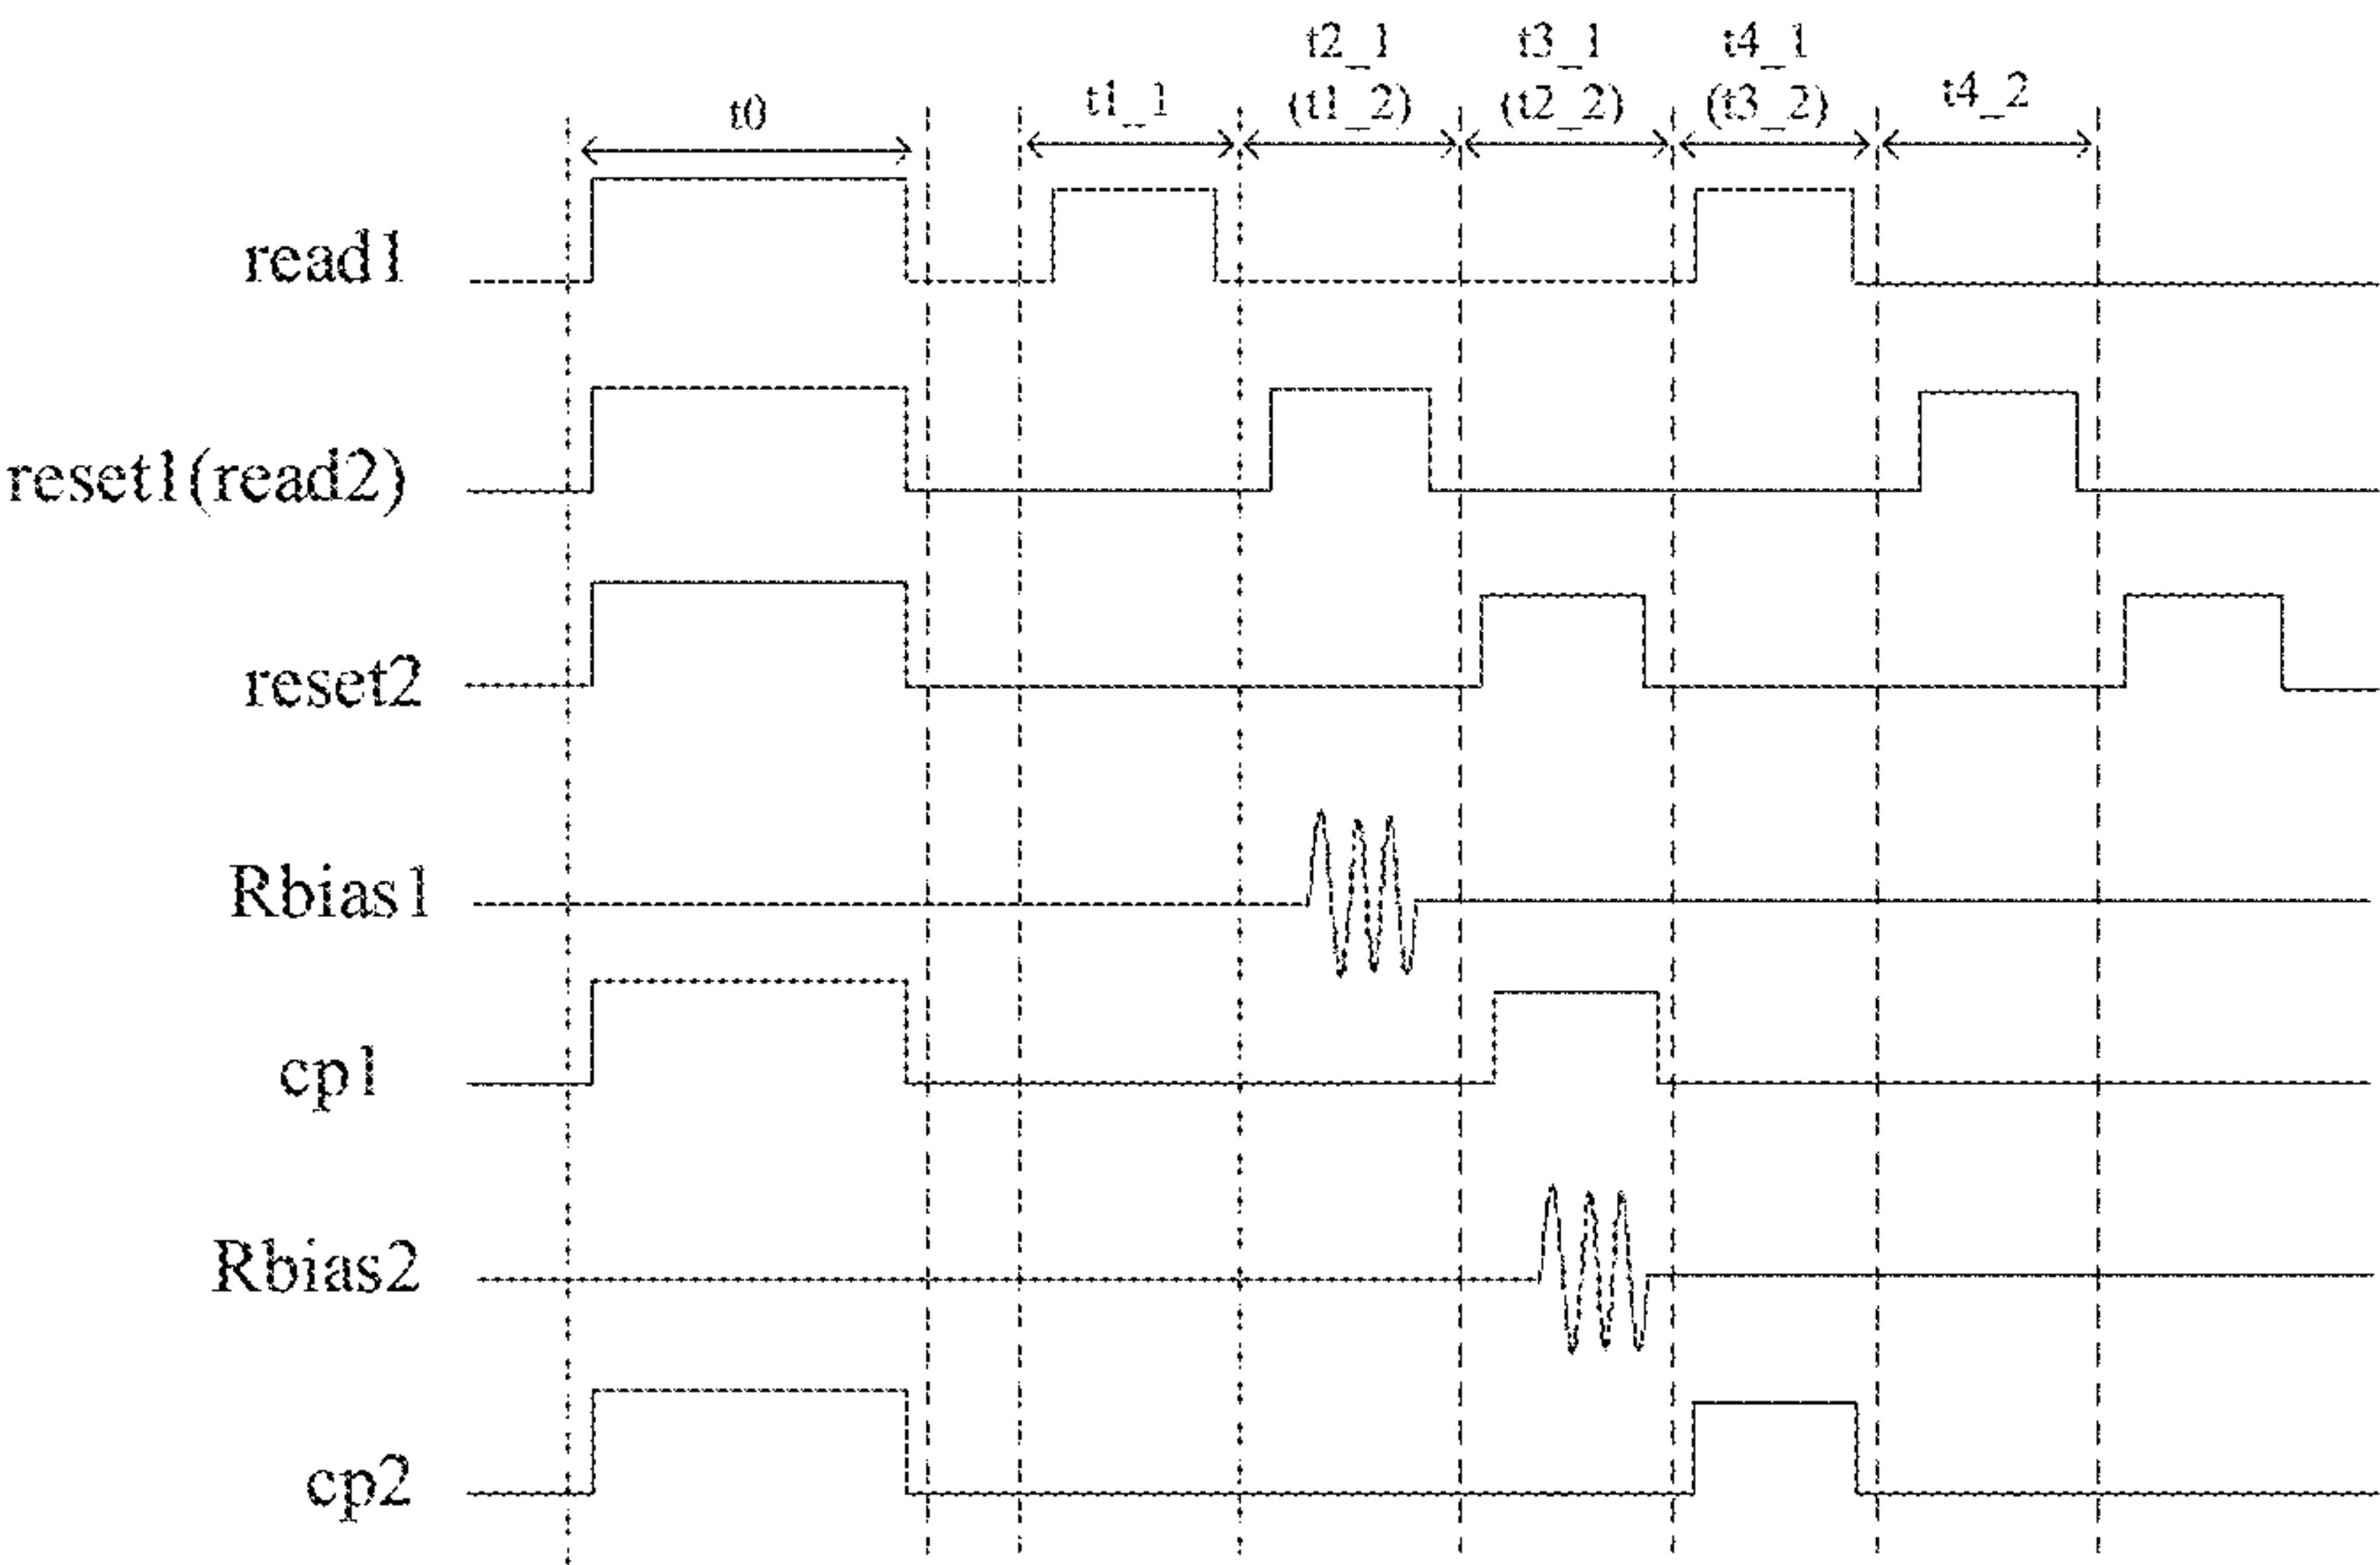 t2_1 t3_1 t4_1
t0 t1_1 (t1_2) (t2_2) (t3_2) t4_2
read1
reset1(read2)
reset2
Rbias1
cp1
Rbias2
cp2